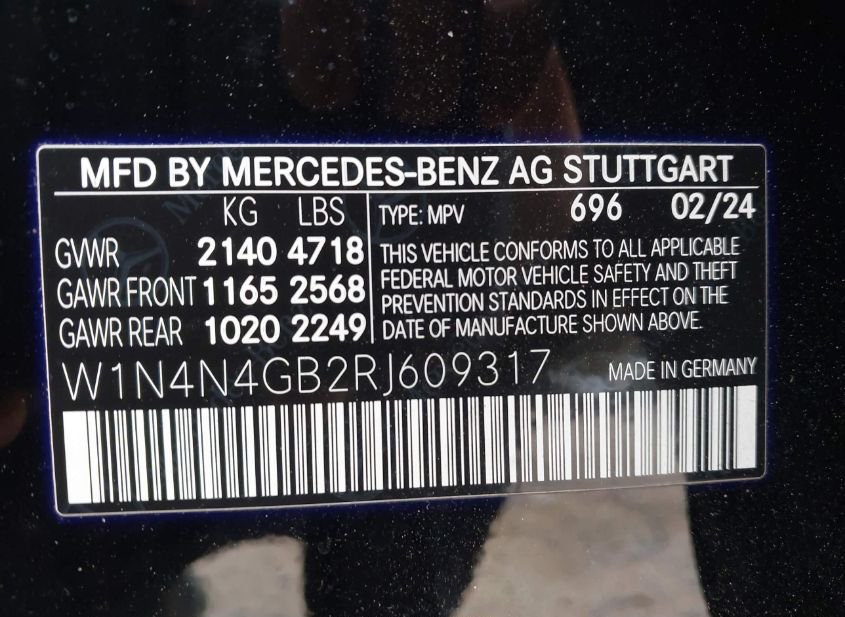 MFD BY MERCEDES-BENZ AG STUTTGART
KG LBS
GVWR 2140 4718
GAWR FRONT 1165 2568
GAWR REAR 1020 2249
TYPE: MPV 696 02/24
THIS VEHICLE CONFORMS TO ALL APPLICABLE
FEDERAL MOTOR VEHICLE SAFETY AND THEFT
PREVENTION STANDARDS IN EFFECT ON THE
DATE OF MANUFACTURE SHOWN ABOVE.
W1N4N4GB2RJ609317 MADE IN GERMANY